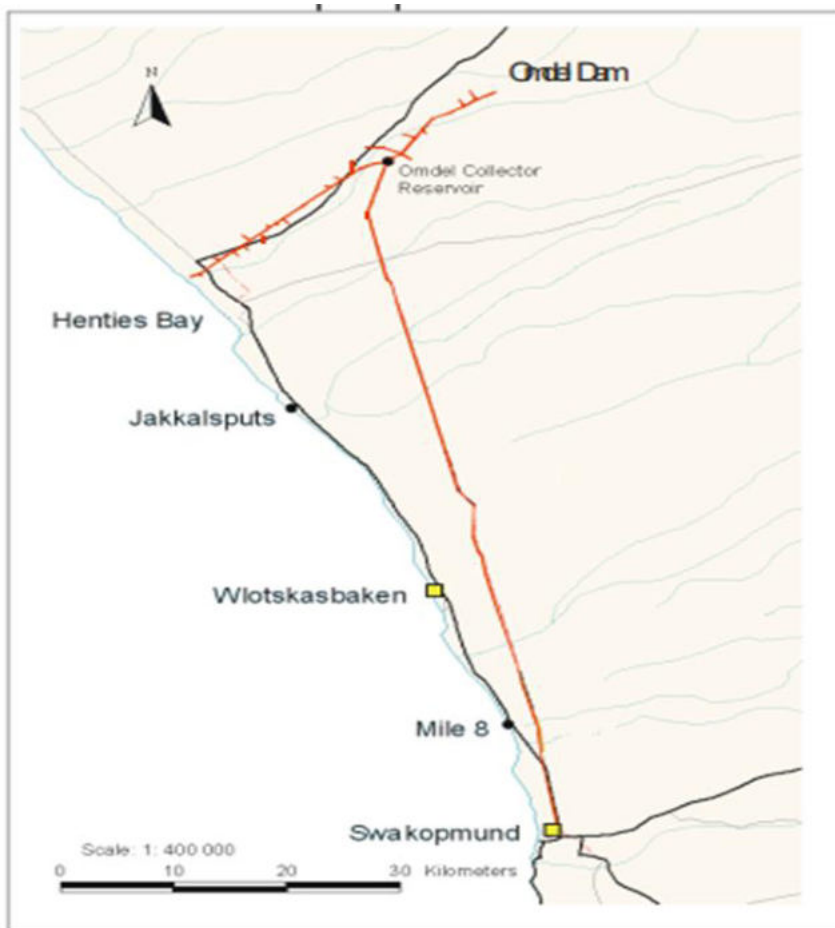 Omdel Dam
N
Omdel Collector
Reservoir
Henties Bay
Jakkalsputs
Wlotskasbaken
Mile 8
Swakopmund
Scale: 1: 400 000
0 10 20 30 Kilometers